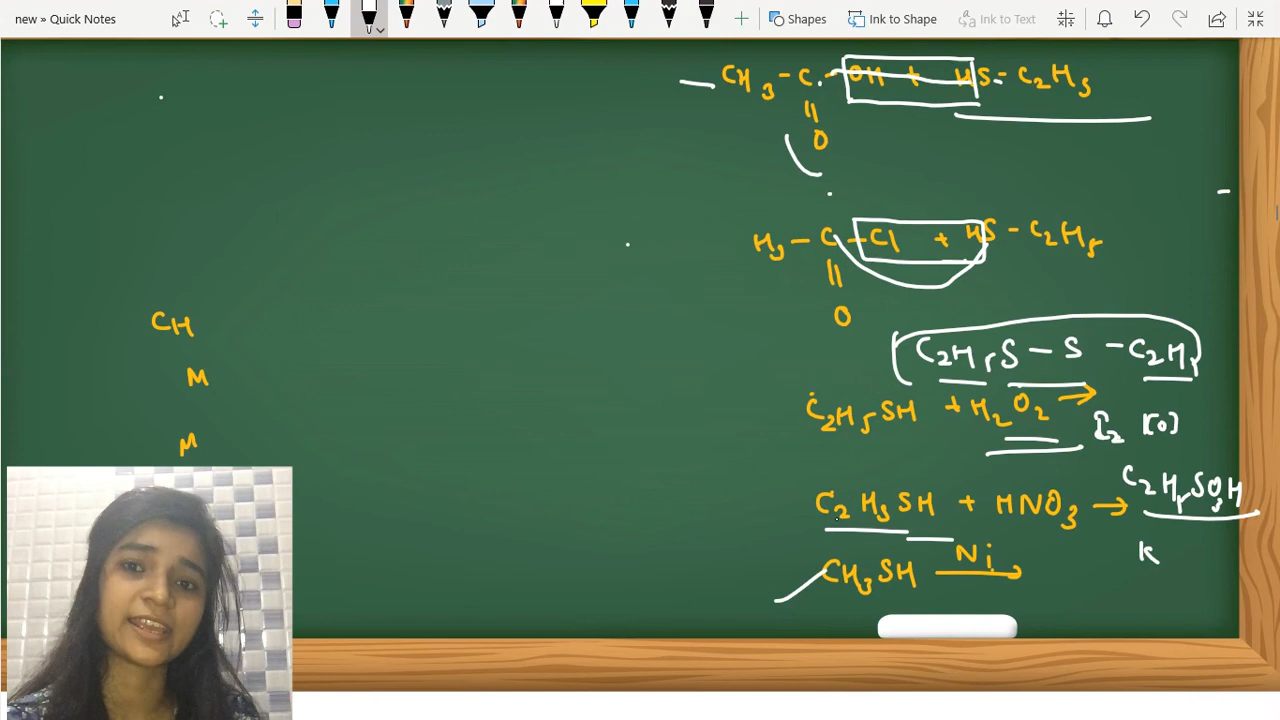 new » Quick Notes
Shapes
Ink to Shape
Ink to Text
CH3 - C - OH + HS - C2H5
||
O
H3 - C - Cl + HS - C2H5
||
O
CH
C2H5S - S - C2H5
M
C2H5SH + H2O2 →
[O]
M
C2H5SO3H
C2H5SH + HNO3 →
K
CH3SH Ni →